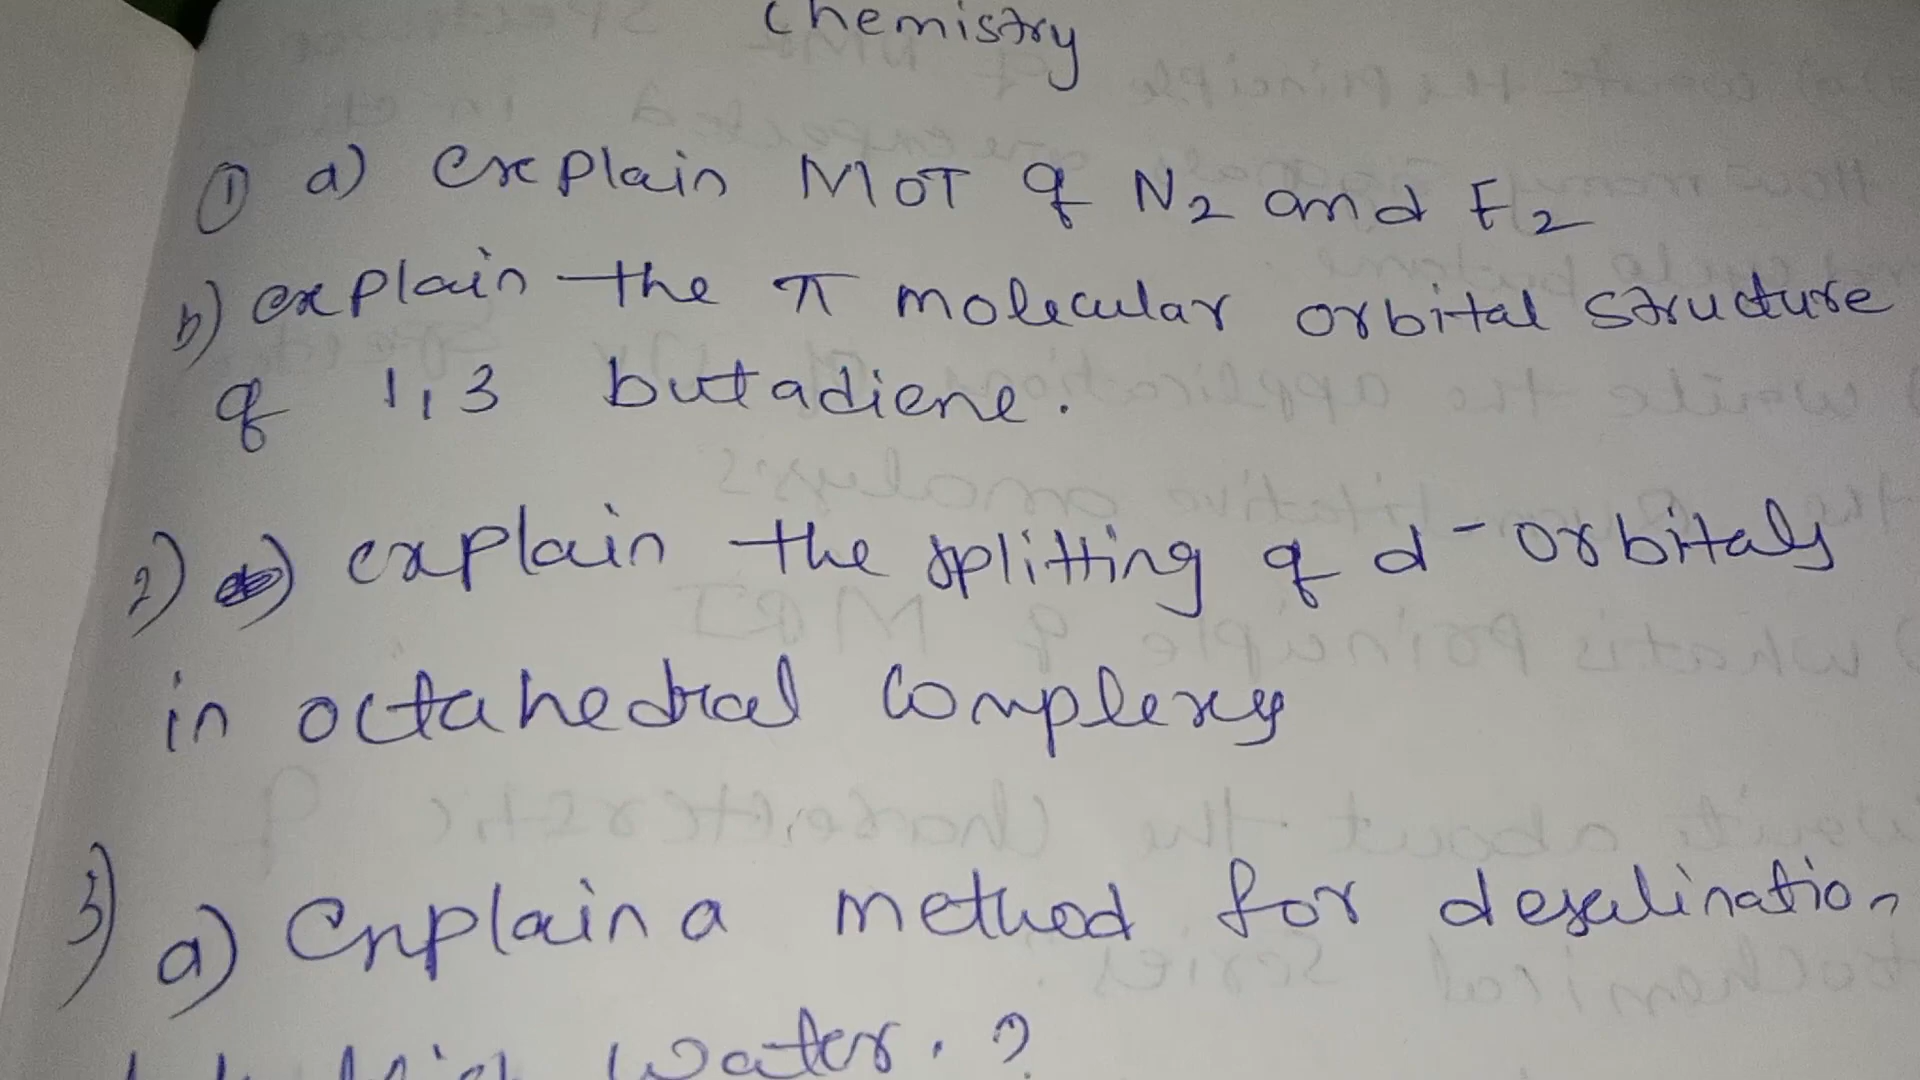 Chemistry
① a) explain MOT of N2 and F2
b) explain the π molecular orbital structure
of 1,3 butadiene.
2) explain the splitting of d-orbitals
in octahedral complexes
3) a) Explain a method for desalination
water. ?